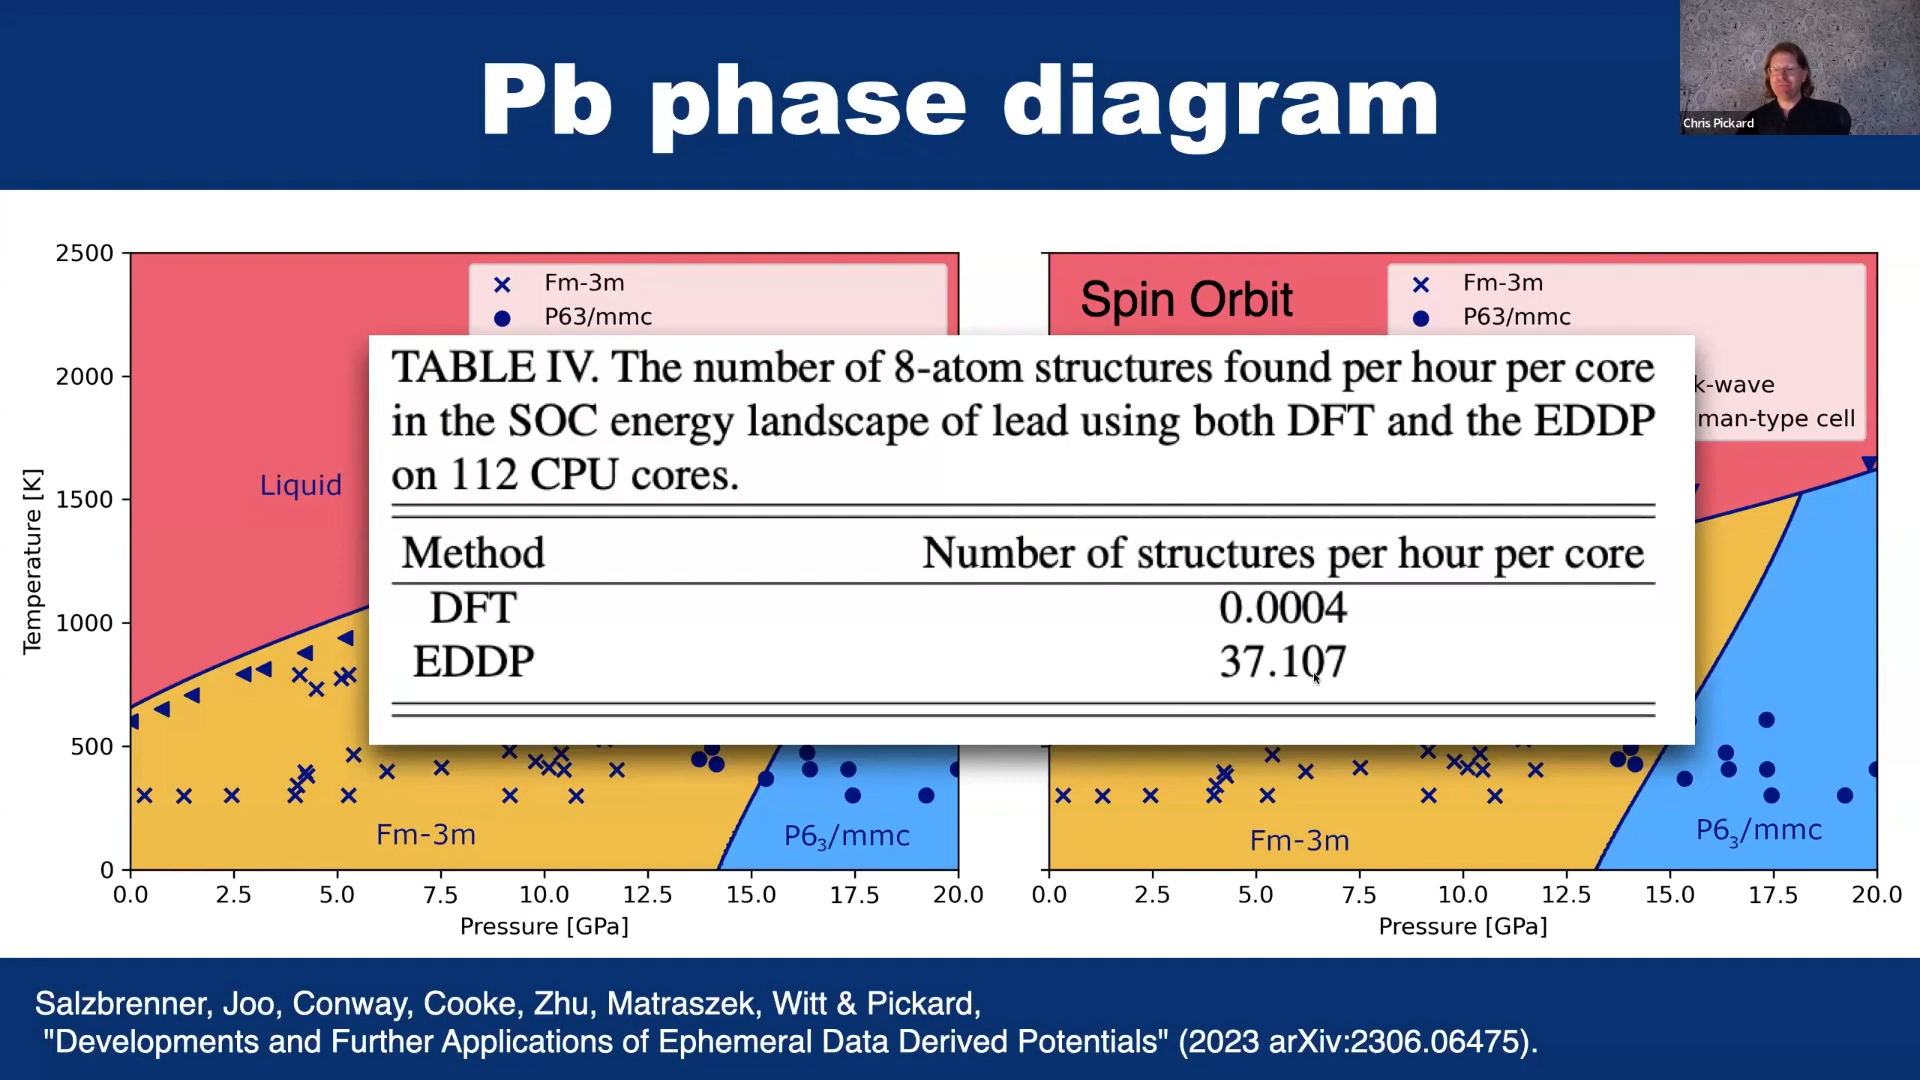 Pb phase diagram
Chris Pickard
2500
2000
1500
1000
500
0
Temperature [K]
Fm-3m
P63/mmc
Liquid
Fm-3m
P6₃/mmc
0.0 2.5 5.0 7.5 10.0 12.5 15.0 17.5 20.0
Pressure [GPa]
Spin Orbit
Fm-3m
P63/mmc
k-wave
man-type cell
Fm-3m
P6₃/mmc
0.0 2.5 5.0 7.5 10.0 12.5 15.0 17.5 20.0
Pressure [GPa]
TABLE IV. The number of 8-atom structures found per hour per core
in the SOC energy landscape of lead using both DFT and the EDDP
on 112 CPU cores.
Method Number of structures per hour per core
DFT 0.0004
EDDP 37.107
Salzbrenner, Joo, Conway, Cooke, Zhu, Matraszek, Witt & Pickard,
"Developments and Further Applications of Ephemeral Data Derived Potentials" (2023 arXiv:2306.06475).